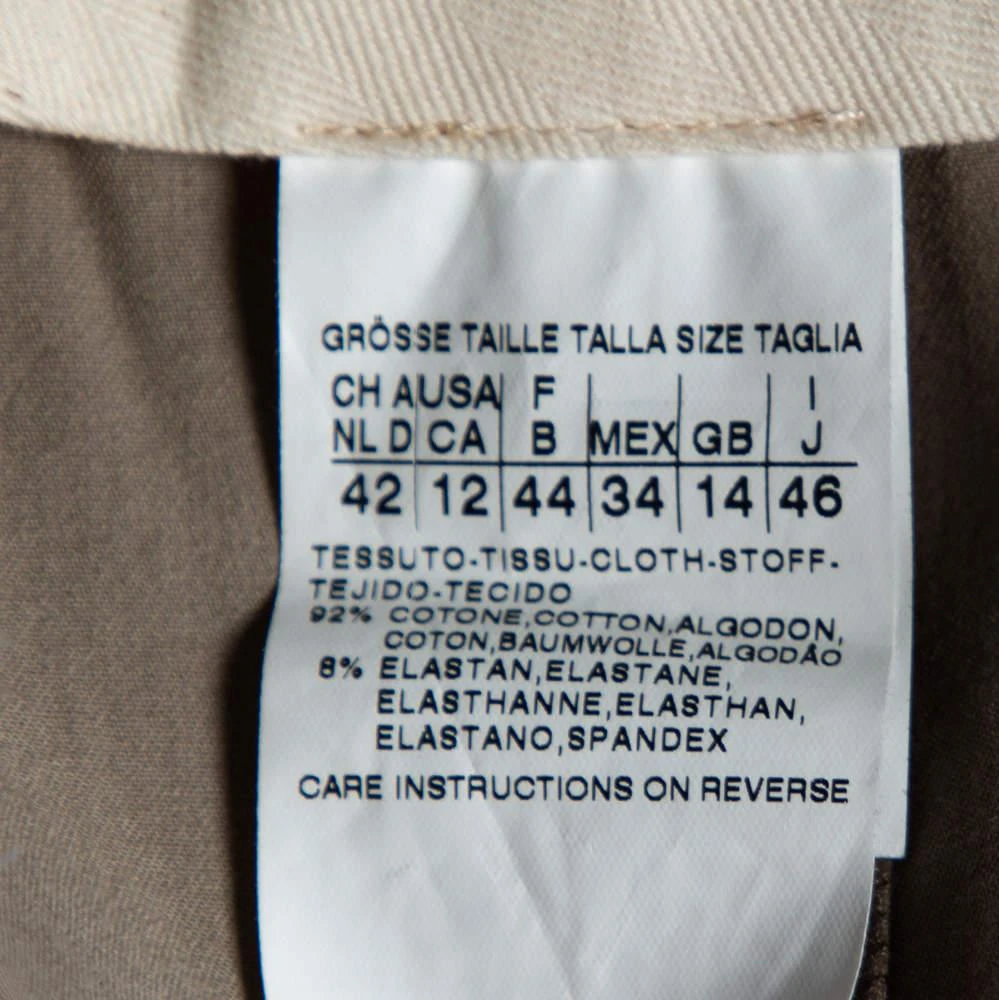 GRÖSSE TAILLE TALLA SIZE TAGLIA
CH A USA F I
NL D CA B MEX GB J
42 12 44 34 14 46
TESSUTO-TISSU-CLOTH-STOFF-
TEJIDO-TECIDO
92% COTONE,COTTON,ALGODON,
COTON,BAUMWOLLE,ALGODÃO
8% ELASTAN,ELASTANE,
ELASTHANNE,ELASTHAN,
ELASTANO,SPANDEX
CARE INSTRUCTIONS ON REVERSE